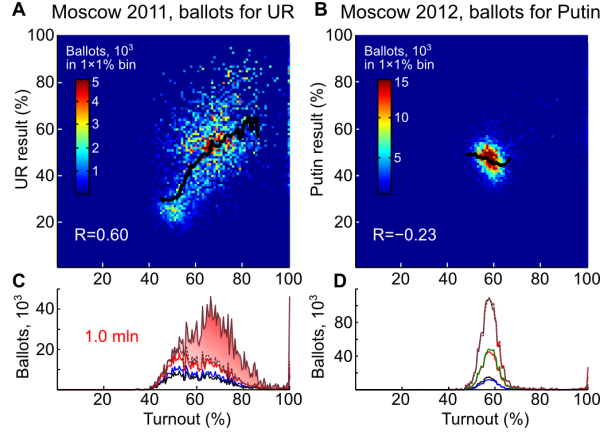 A Moscow 2011, ballots for UR
B Moscow 2012, ballots for Putin
UR result (%)
100
80
60
40
20
Ballots, 10³
in 1×1% bin
5
4
3
2
1
R=0.60
20 40 60 80 100
Putin result (%)
100
80
60
40
20
Ballots, 10³
in 1×1% bin
15
10
5
R=−0.23
20 40 60 80 100
C
Ballots, 10³
40
20
1.0 mln
20 40 60 80 100
Turnout (%)
D
Ballots, 10³
80
40
20 40 60 80 100
Turnout (%)